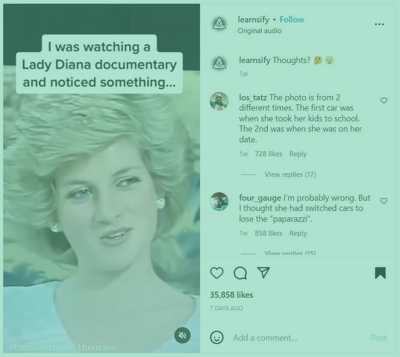 I was watching a
Lady Diana documentary
and noticed something...
learnsify • Follow
Original audio
learnsify Thoughts? 🤔 🤯
1w
los_tatz The photo is from 2
different times. The first car was
when she took her kids to school.
The 2nd was when she was on her
date.
1w 728 likes Reply
View replies (17)
four_gauge I'm probably wrong. But
I thought she had switched cars to
lose the "paparazzi".
1w 858 likes Reply
View replies (15)
35,858 likes
7 DAYS AGO
Add a comment...
Post